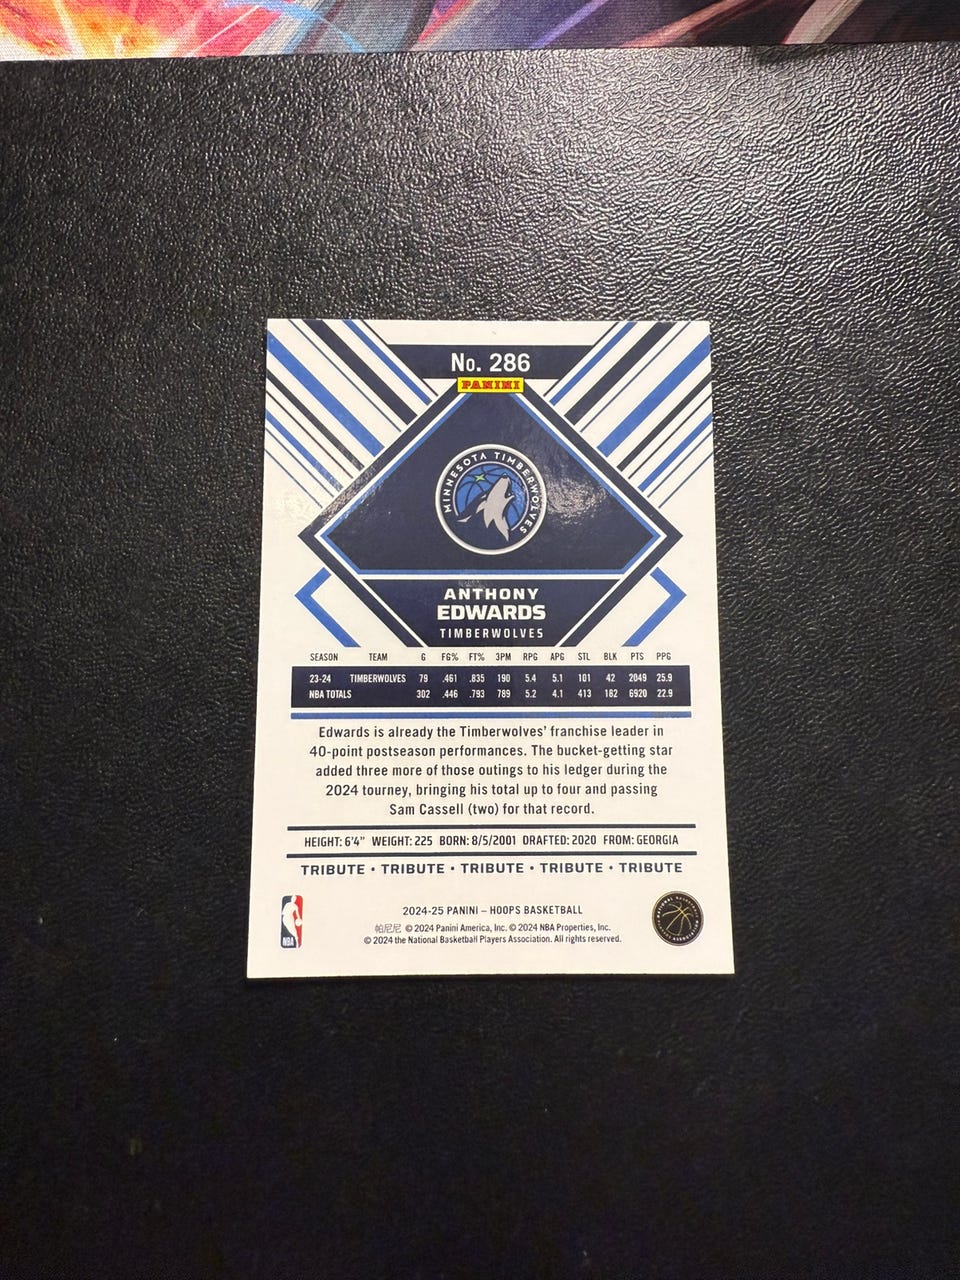 No. 286
PANINI
MINNESOTA TIMBERWOLVES
ANTHONY
EDWARDS
TIMBERWOLVES
SEASON TEAM G FG% FT% 3PM RPG APG STL BLK PTS PPG
23-24 TIMBERWOLVES 79 .461 .835 190 5.4 5.1 101 42 2049 25.9
NBA TOTALS 302 .446 .793 789 5.2 4.1 413 162 6920 22.9
Edwards is already the Timberwolves' franchise leader in
40-point postseason performances. The bucket-getting star
added three more of those outings to his ledger during the
2024 tourney, bringing his total up to four and passing
Sam Cassell (two) for that record.
HEIGHT: 6'4" WEIGHT: 225 BORN: 8/5/2001 DRAFTED: 2020 FROM: GEORGIA
TRIBUTE • TRIBUTE • TRIBUTE • TRIBUTE • TRIBUTE
NBA
2024-25 PANINI – HOOPS BASKETBALL
帕尼尼 © 2024 Panini America, Inc. © 2024 NBA Properties, Inc.
© 2024 the National Basketball Players Association. All rights reserved.
NATIONAL BASKETBALL PLAYERS ASSOCIATION